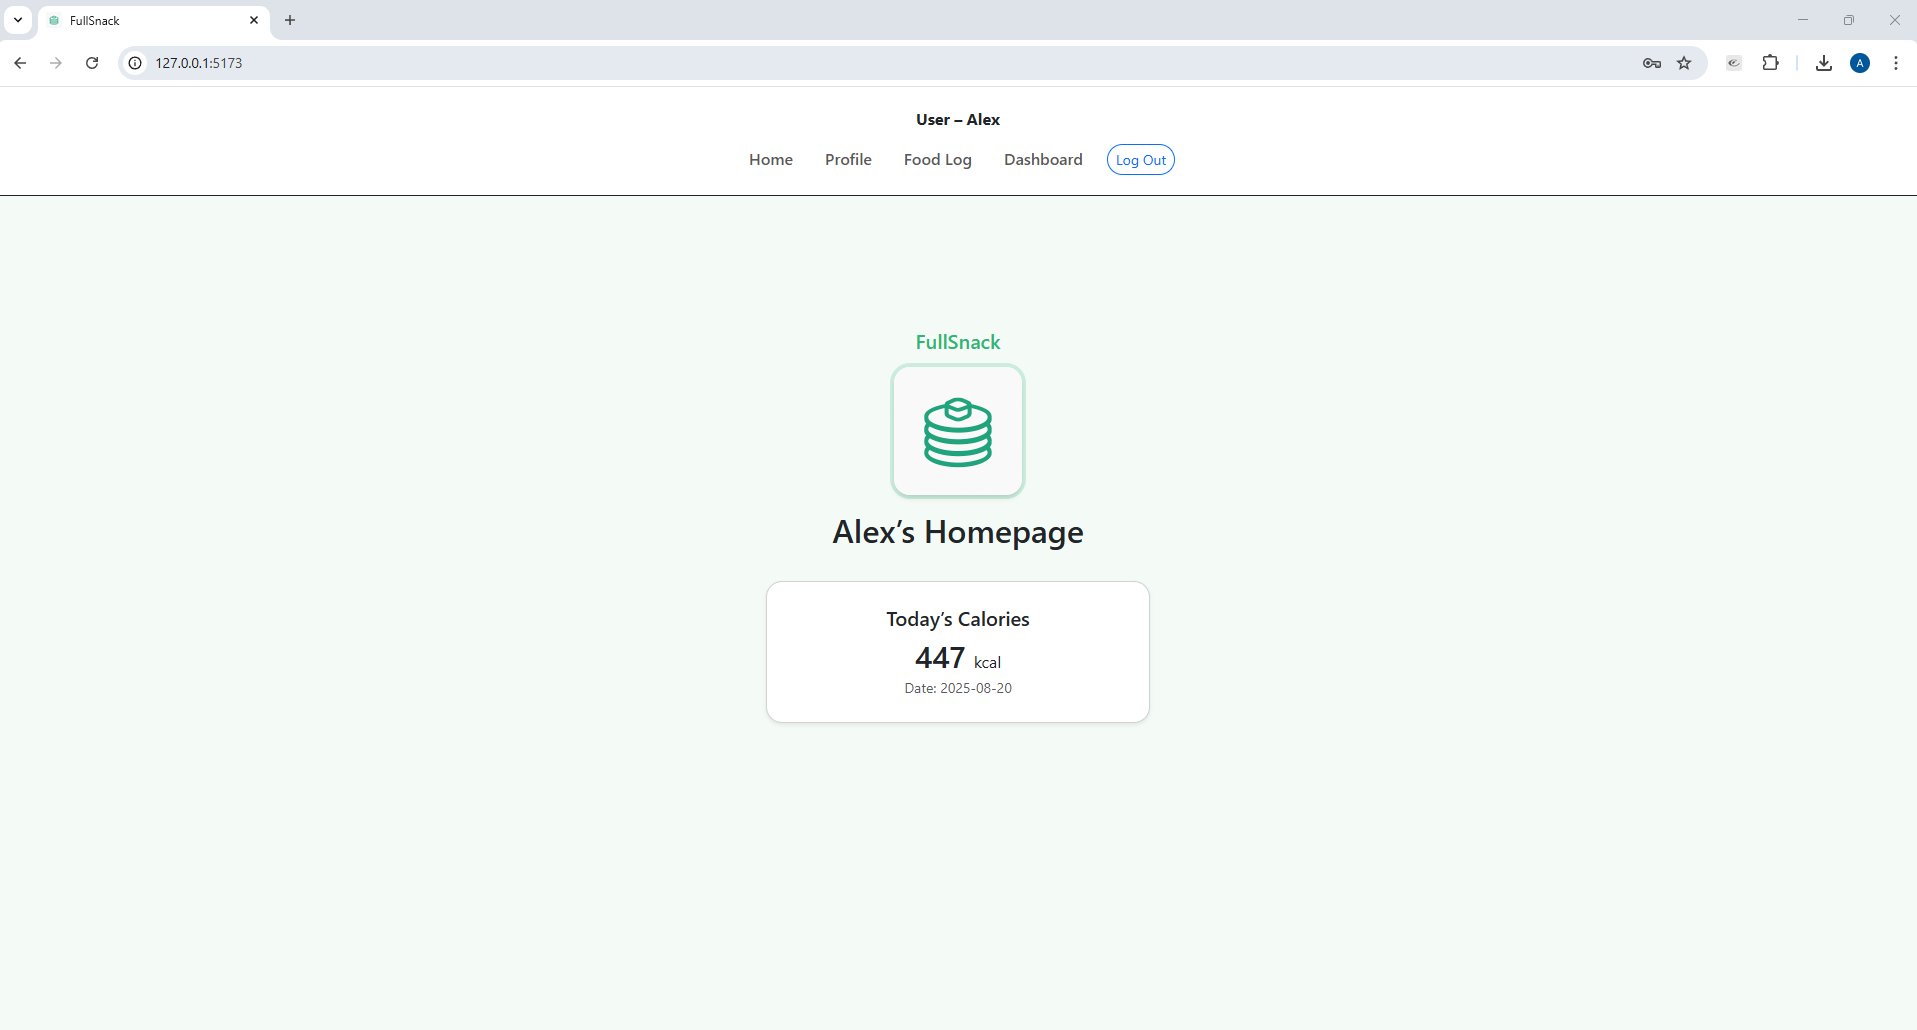 FullSnack
127.0.0.1:5173
A
User – Alex
Home Profile Food Log Dashboard Log Out
FullSnack
Alex’s Homepage
Today’s Calories
447 kcal
Date: 2025-08-20